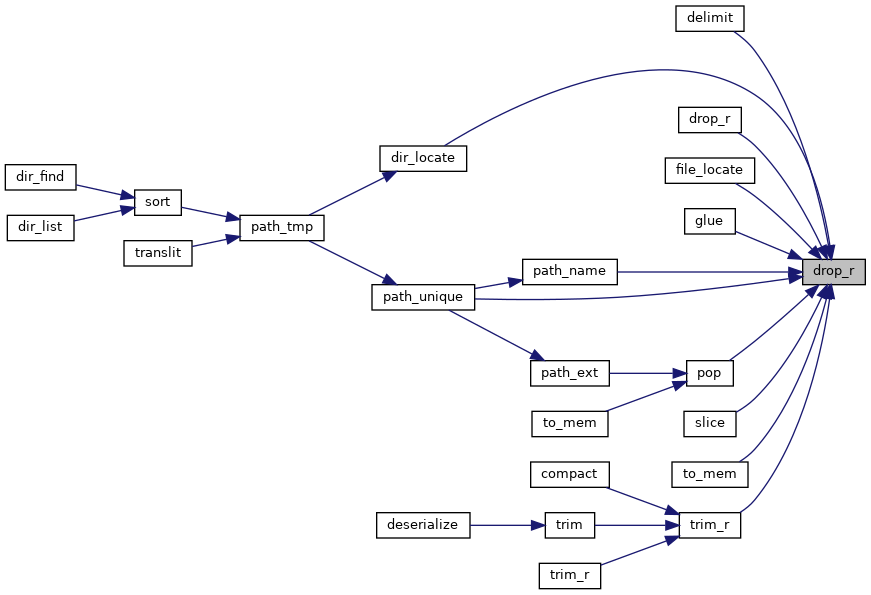 delimit
drop_r
dir_locate
file_locate
dir_find
sort
glue
dir_list
path_tmp
translit
path_name
drop_r
path_unique
path_ext
pop
to_mem
slice
compact
to_mem
deserialize
trim
trim_r
trim_r